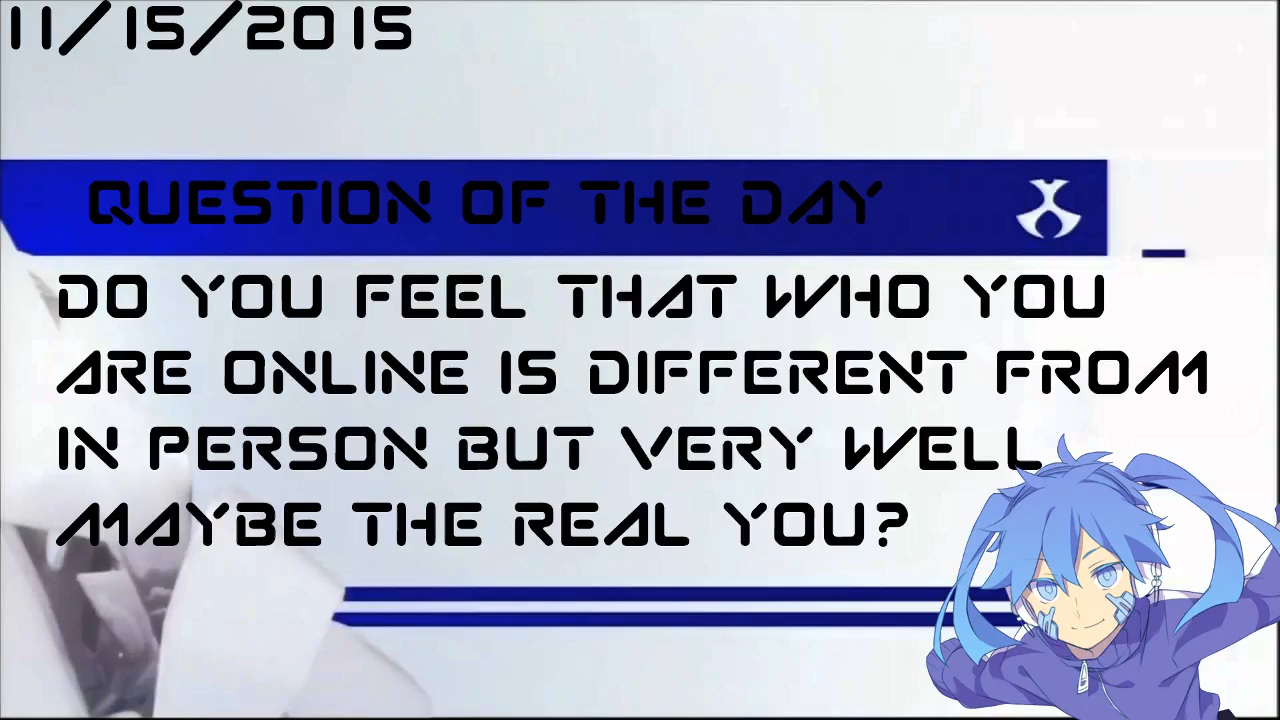 11/15/2015
QUESTION OF THE DAY
DO YOU FEEL THAT WHO YOU
ARE ONLINE IS DIFFERENT FROM
IN PERSON BUT VERY WELL
MAYBE THE REAL YOU?